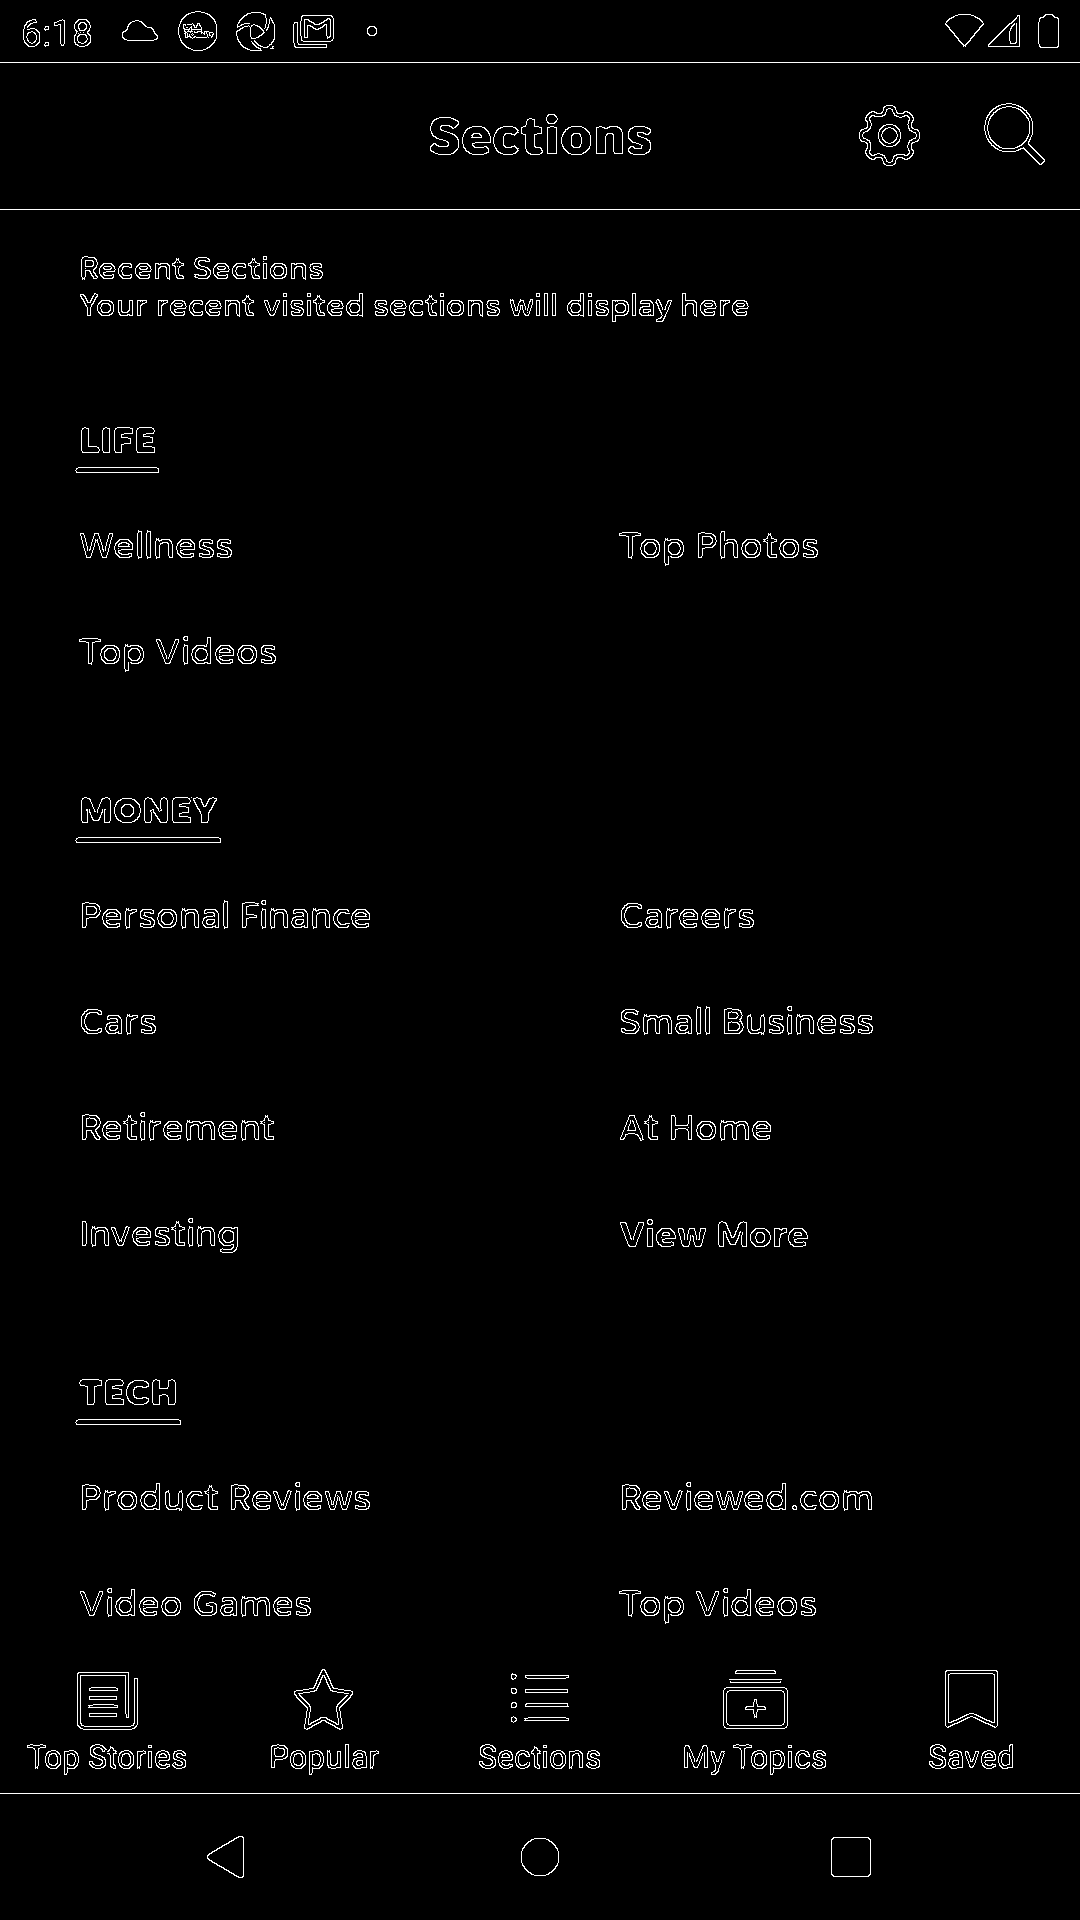 6:18
Sections
Recent Sections
Your recent visited sections will display here
LIFE
Wellness
Top Photos
Top Videos
MONEY
Personal Finance
Careers
Cars
Small Business
Retirement
At Home
Investing
View More
TECH
Product Reviews
Reviewed.com
Video Games
Top Videos
Top Stories
Popular
Sections
My Topics
Saved